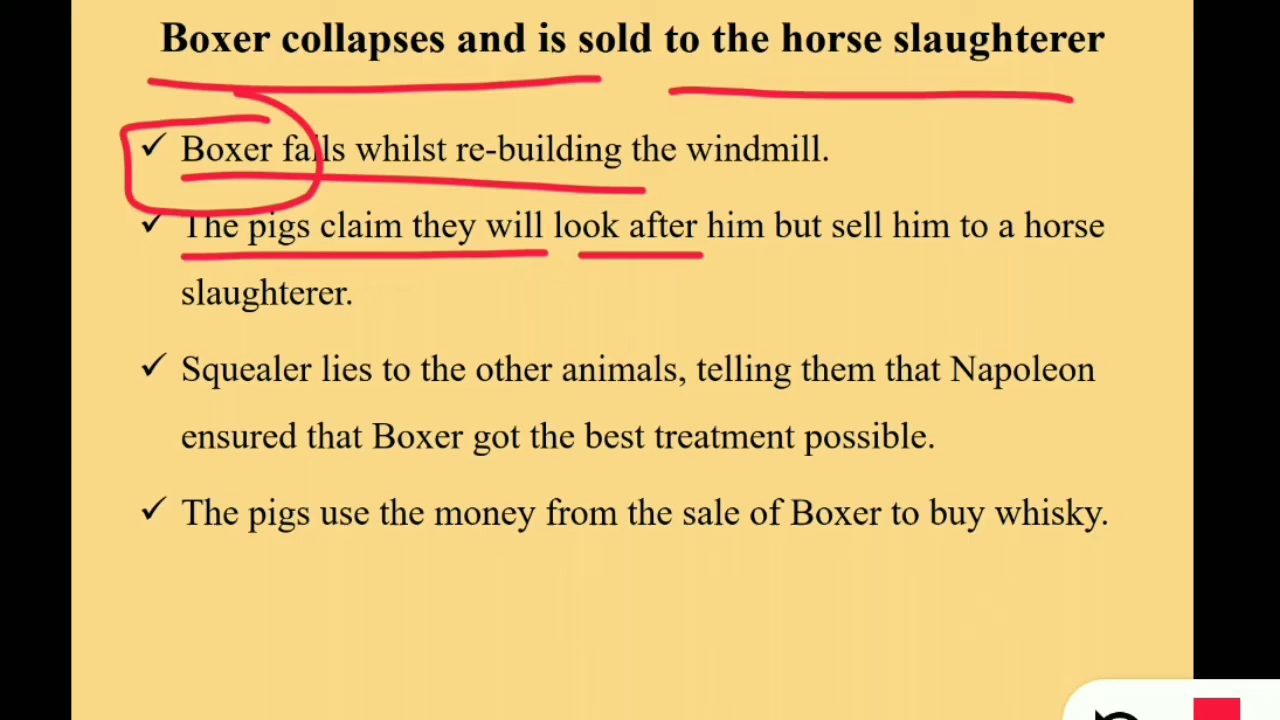 Boxer collapses and is sold to the horse slaughterer
✓ Boxer falls whilst re-building the windmill.
✓ The pigs claim they will look after him but sell him to a horse
slaughterer.
✓ Squealer lies to the other animals, telling them that Napoleon
ensured that Boxer got the best treatment possible.
✓ The pigs use the money from the sale of Boxer to buy whisky.